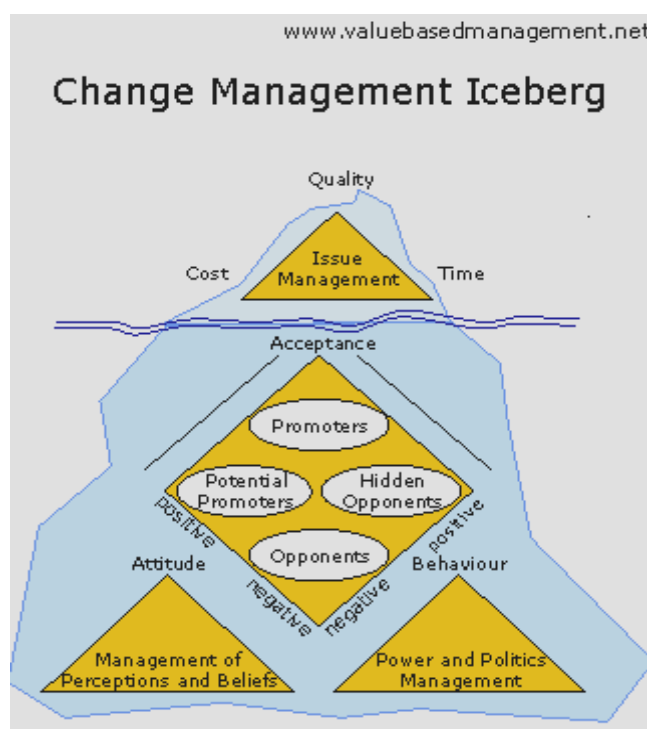 www.valuebasedmanagement.net
Change Management Iceberg
Quality
Cost
Issue
Management
Time
Acceptance
Promoters
Potential
Promoters
Hidden
Opponents
Opponents
positive
negative
negative
positive
Attitude
Behaviour
Management of
Perceptions and Beliefs
Power and Politics
Management